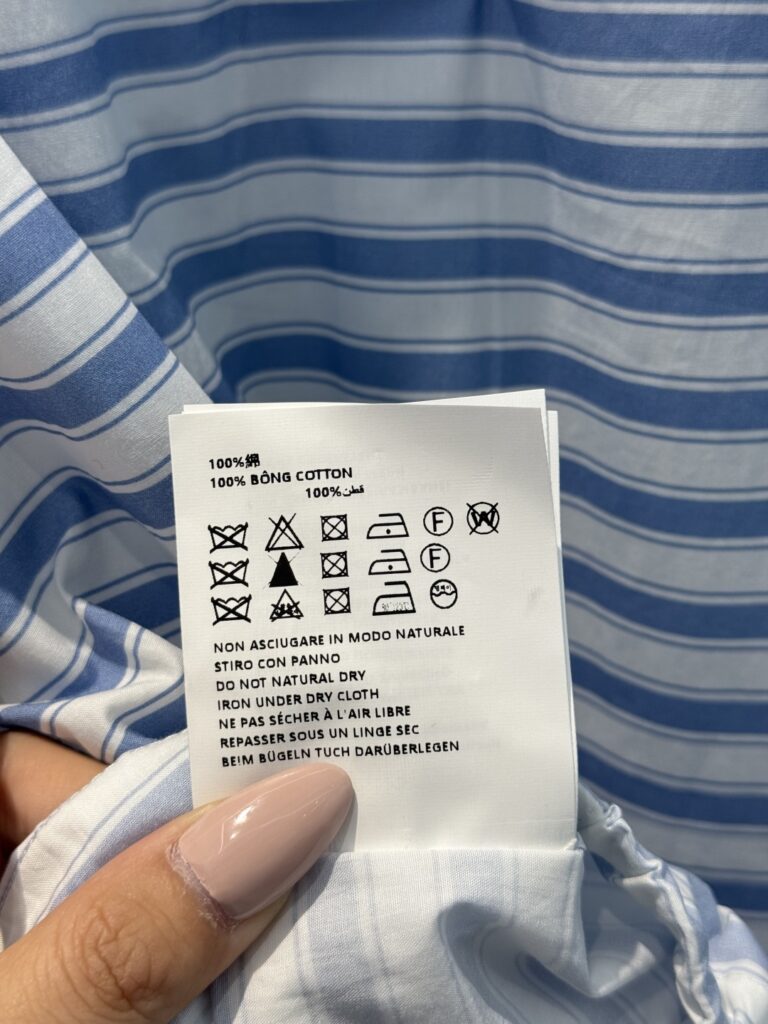 100%綿
100% BÔNG COTTON
100% قطن
F W
F
NON ASCIUGARE IN MODO NATURALE
STIRO CON PANNO
DO NOT NATURAL DRY
IRON UNDER DRY CLOTH
NE PAS SÉCHER À L'AIR LIBRE
REPASSER SOUS UN LINGE SEC
BEIM BÜGELN TUCH DARÜBERLEGEN